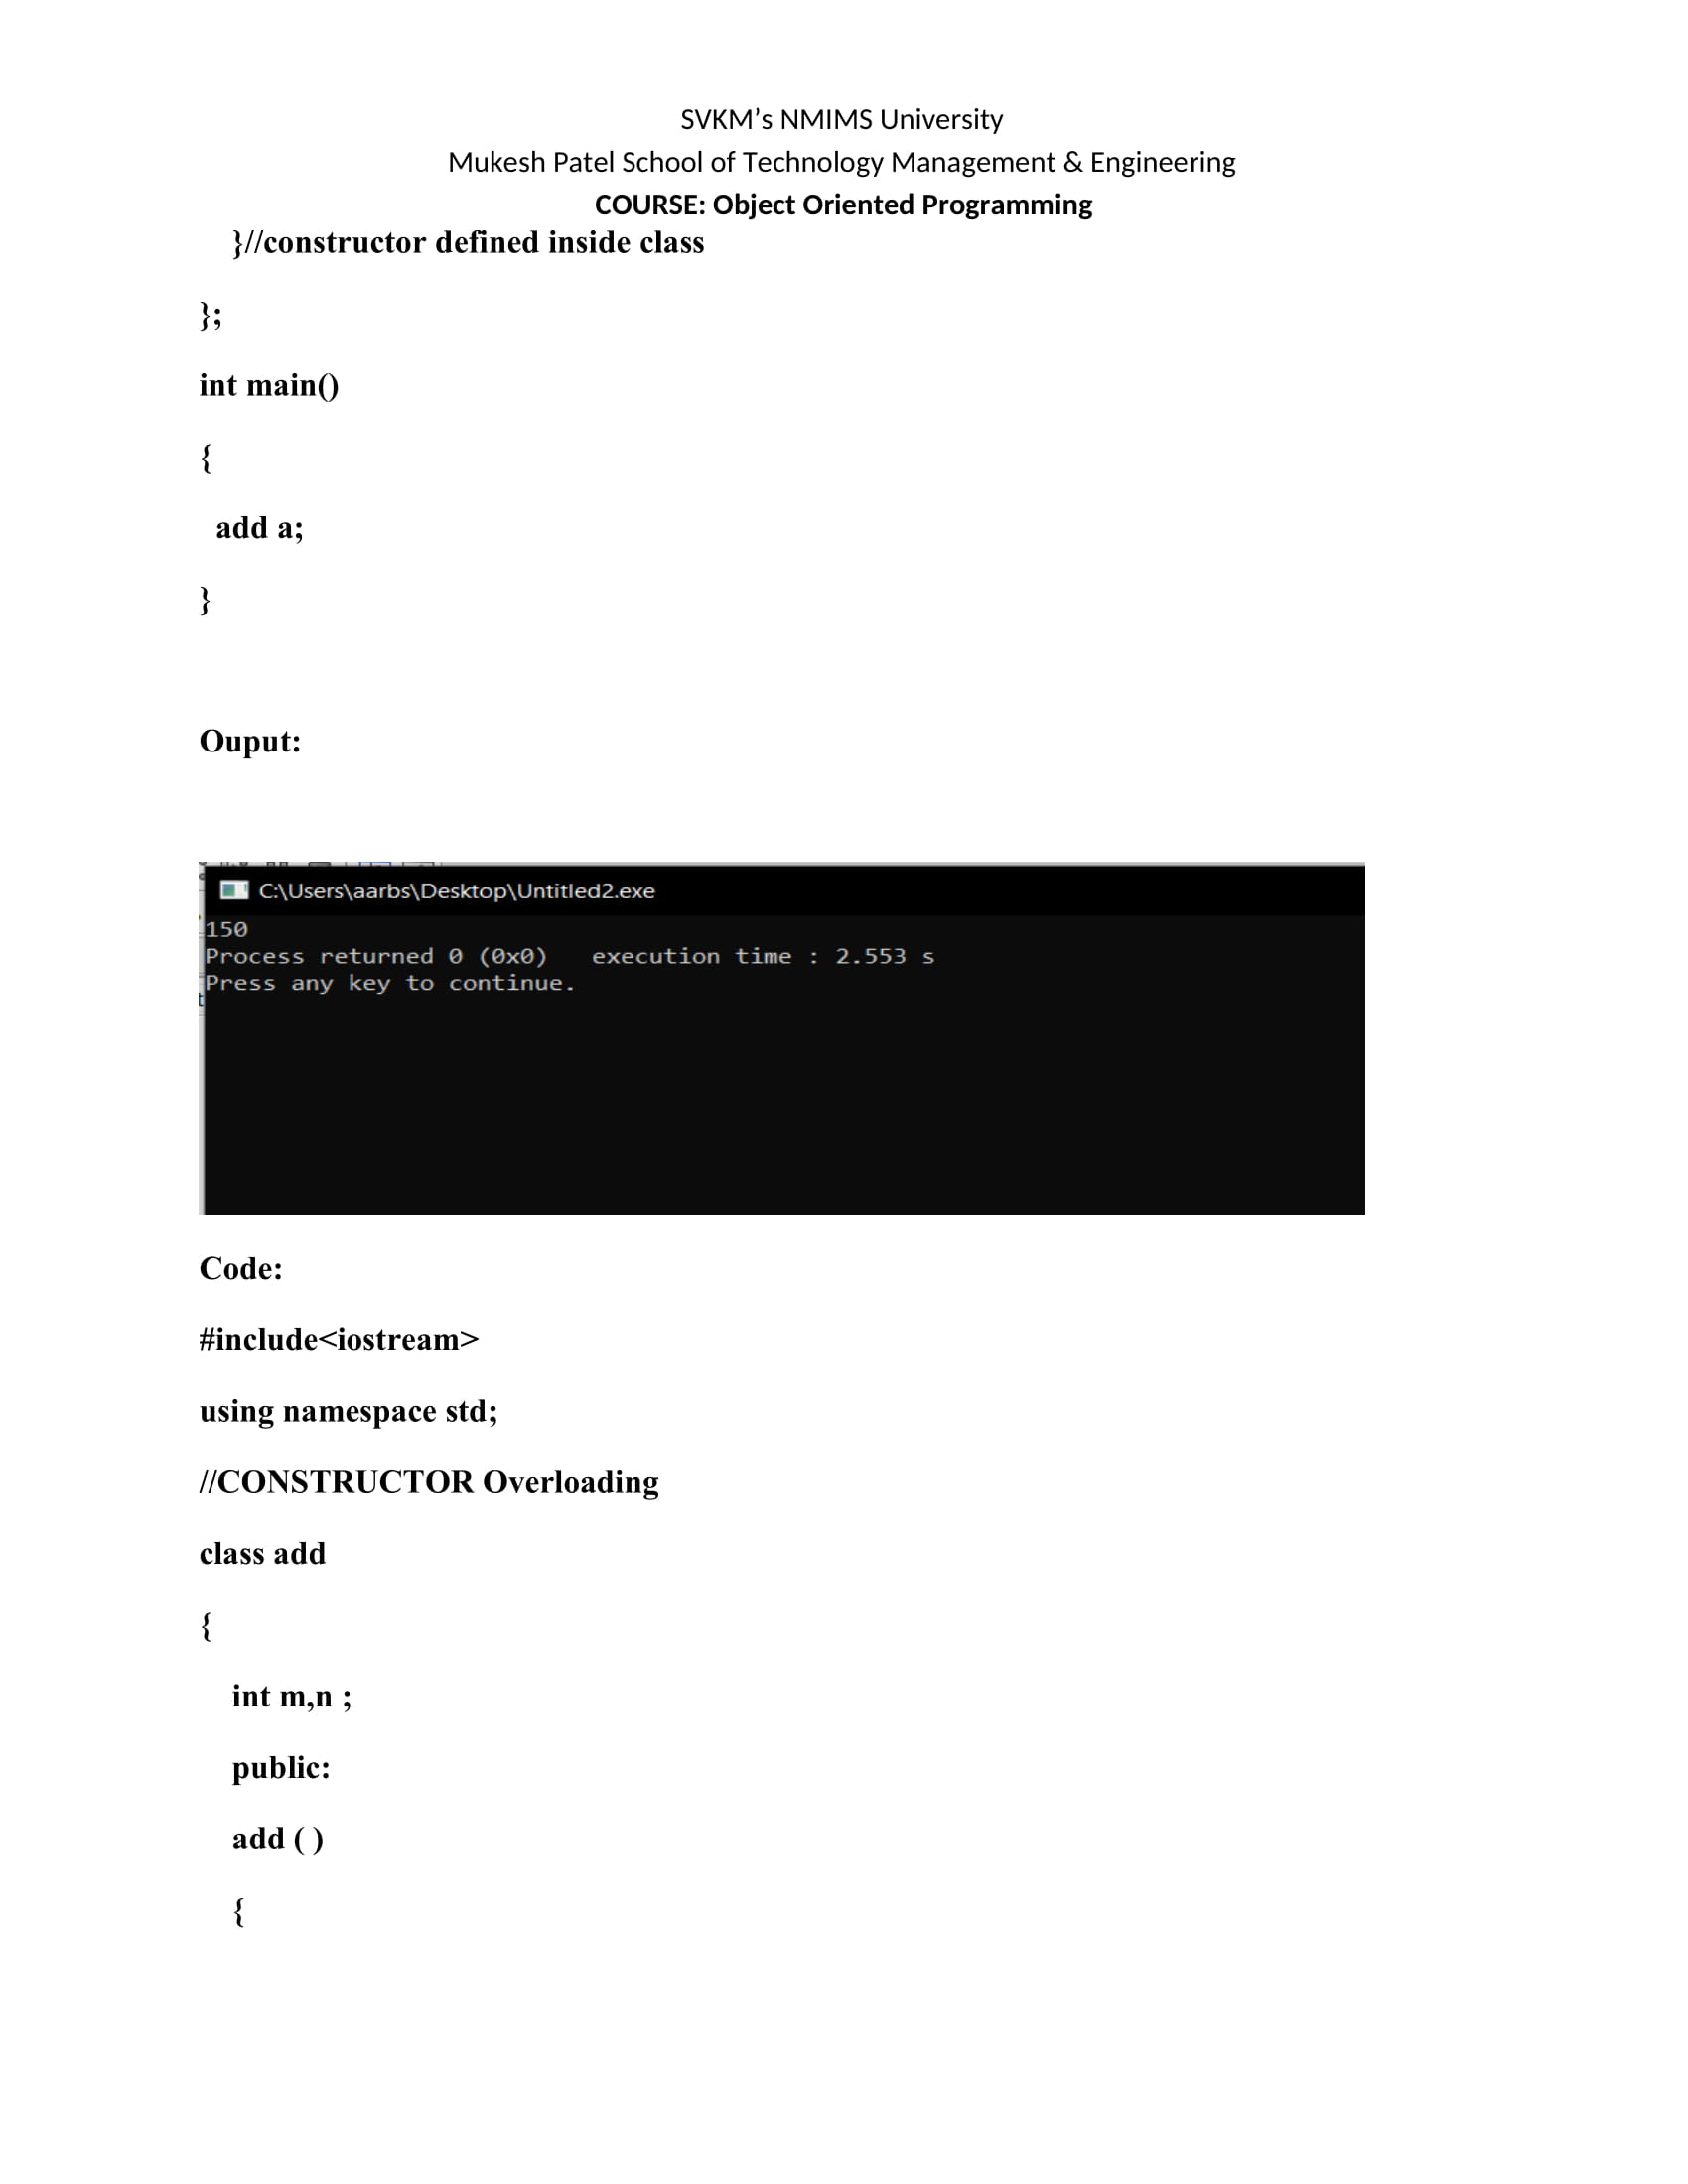 SVKM’s NMIMS University
Mukesh Patel School of Technology Management & Engineering
COURSE: Object Oriented Programming
}//constructor defined inside class
};
int main()
{
add a;
}
Ouput:
C:\Users\aarbs\Desktop\Untitled2.exe
150
Process returned 0 (0x0)   execution time : 2.553 s
Press any key to continue.
Code:
#include<iostream>
using namespace std;
//CONSTRUCTOR Overloading
class add
{
int m,n ;
public:
add ( )
{